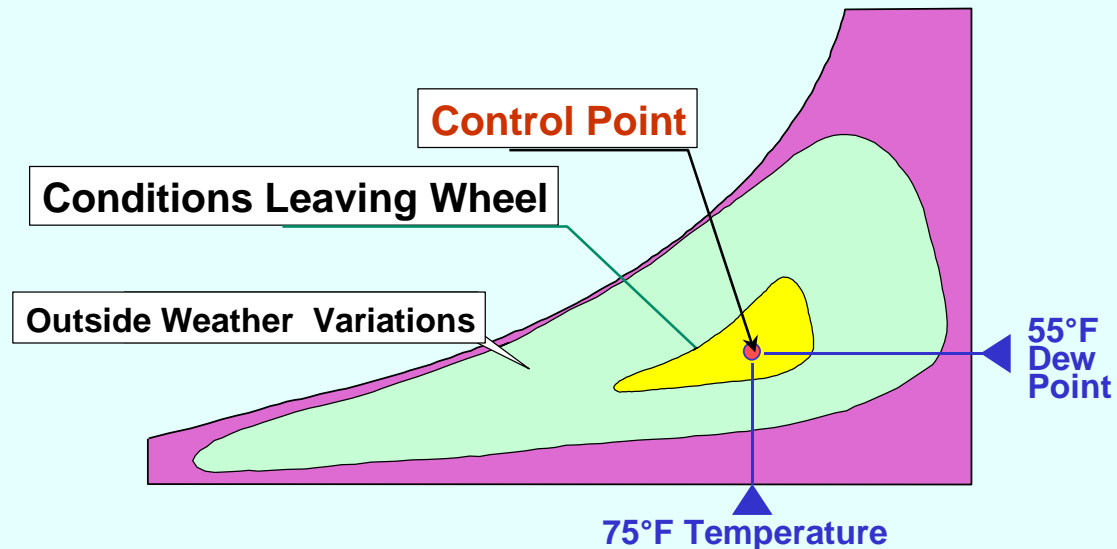 Control Point
Conditions Leaving Wheel
Outside Weather  Variations
55°F
Dew
Point
75°F Temperature